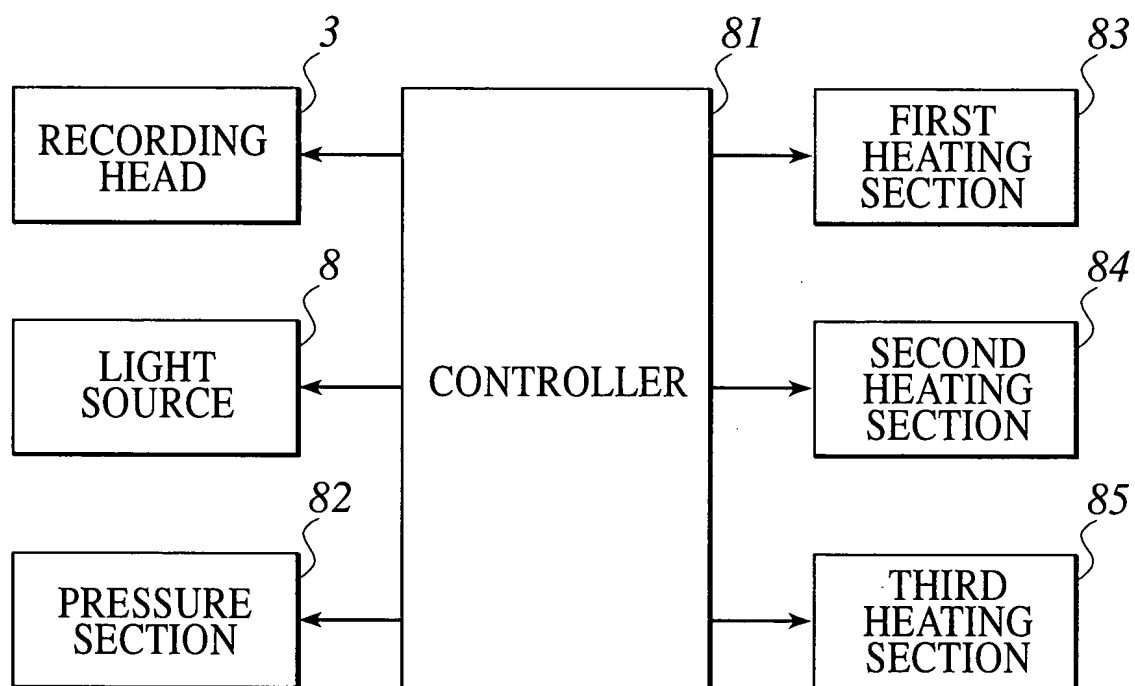 3
RECORDING
HEAD
8
LIGHT
SOURCE
82
PRESSURE
SECTION
81
CONTROLLER
83
FIRST
HEATING
SECTION
84
SECOND
HEATING
SECTION
85
THIRD
HEATING
SECTION